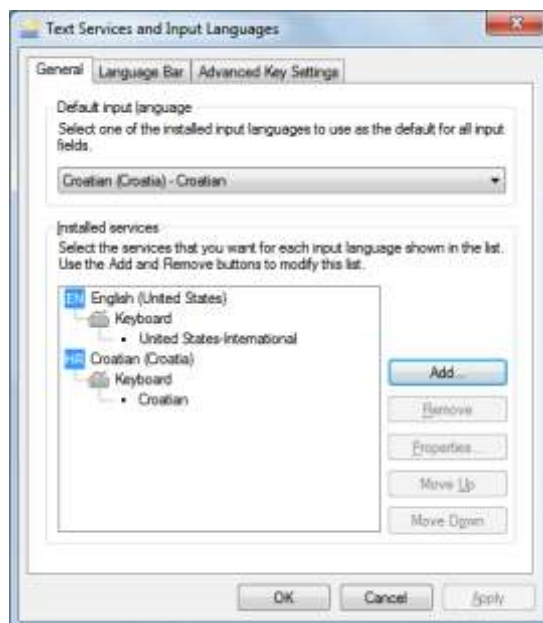 Text Services and Input Languages
General
Language Bar
Advanced Key Settings
Default input language
Select one of the installed input languages to use as the default for all input
fields.
Croatian (Croatia) - Croatian
Installed services
Select the services that you want for each input language shown in the list.
Use the Add and Remove buttons to modify this list.
EN English (United States)
Keyboard
• United States-International
HR Croatian (Croatia)
Keyboard
• Croatian
Add...
Remove
Properties...
Move Up
Move Down
OK
Cancel
Apply